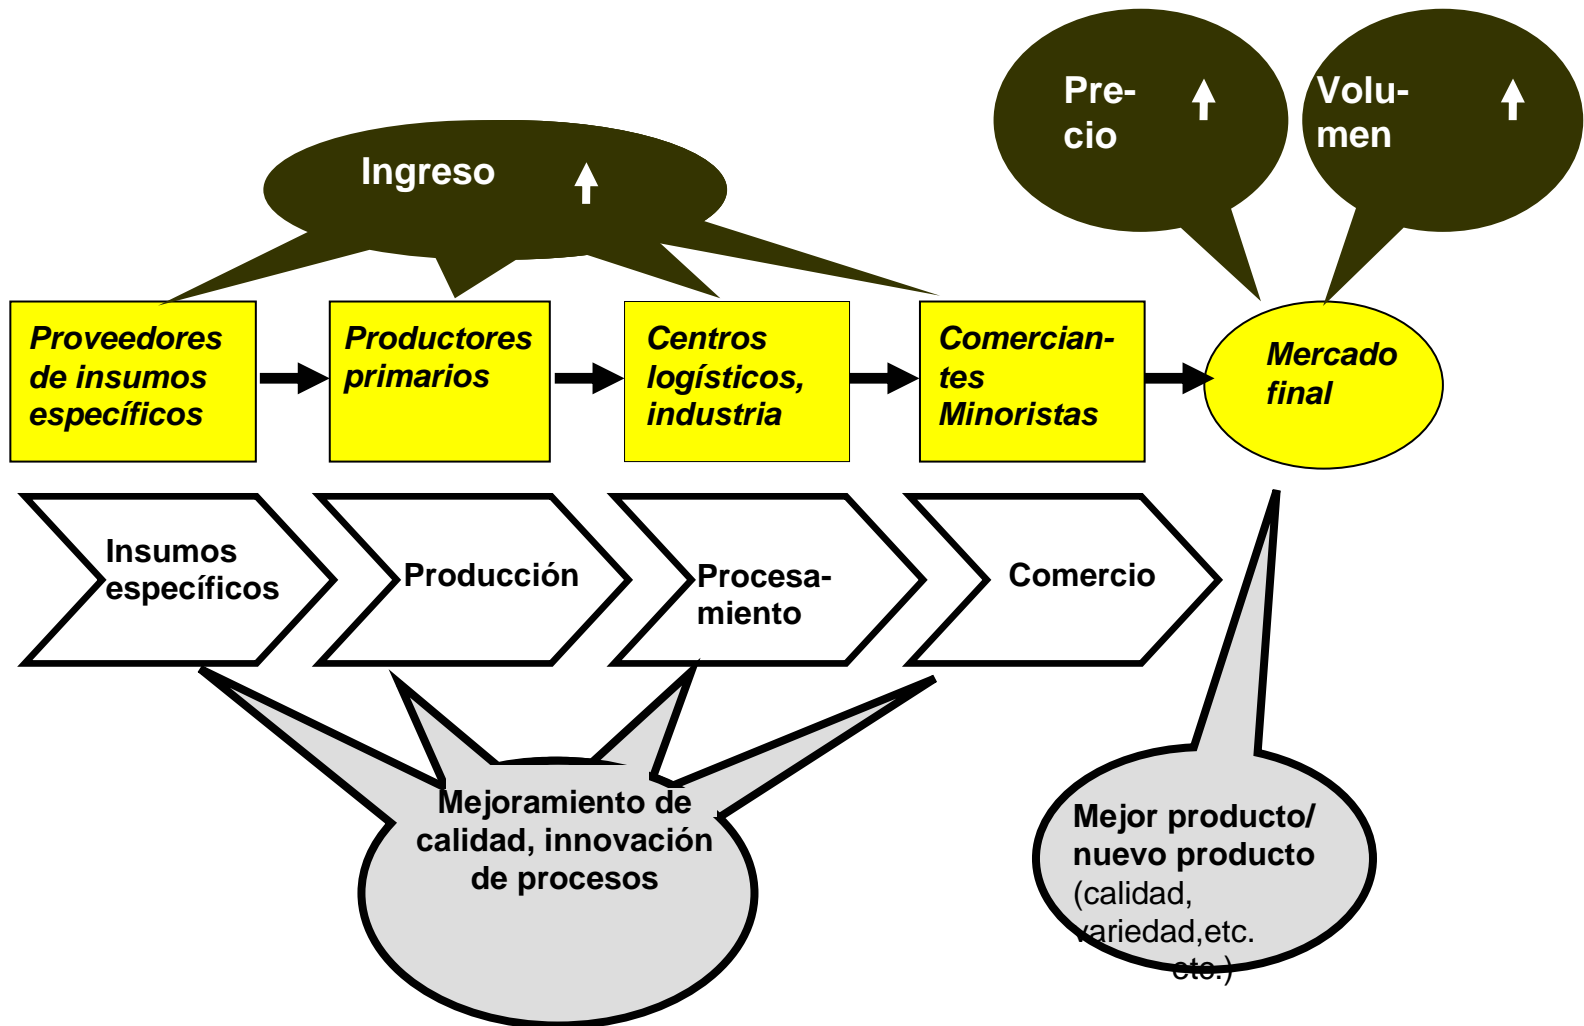 Pre-
cio
Volu-
men
Ingreso
Proveedores
de insumos
específicos
Productores
primarios
Centros
logísticos,
industria
Comercian-
tes
Minoristas
Mercado
final
Insumos
específicos
Producción
Procesa-
miento
Comercio
Mejoramiento de
calidad, innovación
de procesos
Mejor producto/
nuevo producto
(calidad,
variedad,etc.
etc.)